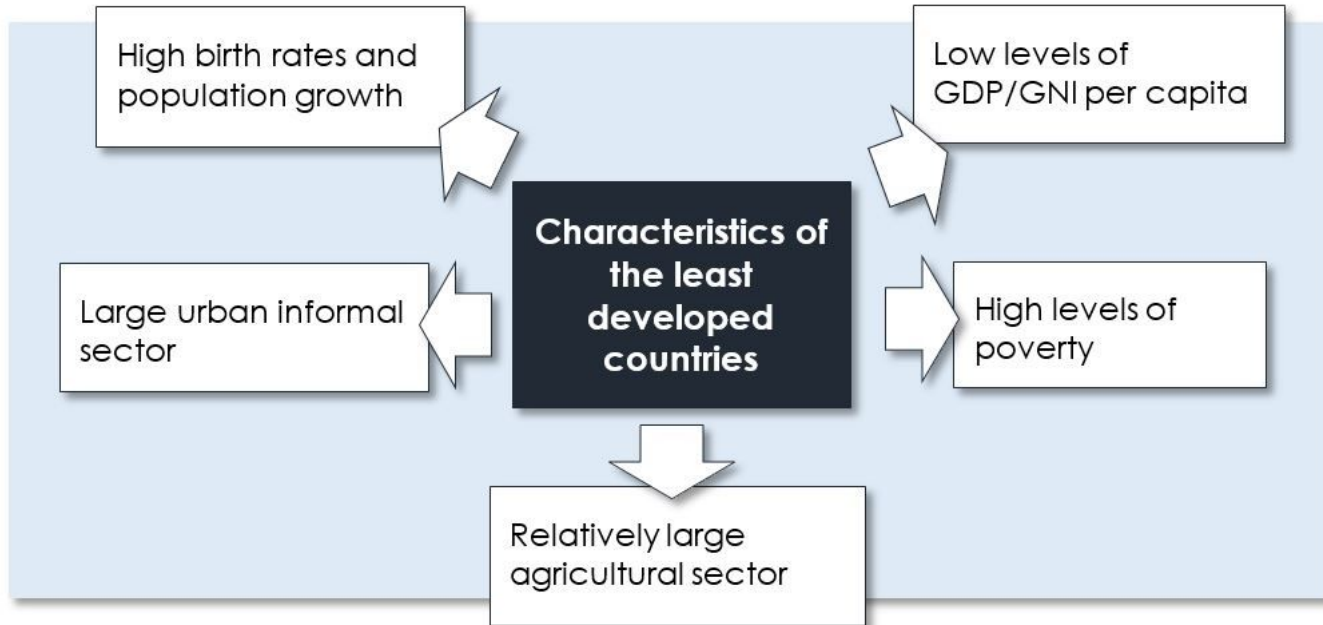 High birth rates and
population growth
Low levels of
GDP/GNI per capita
Characteristics of
the least
developed
countries
Large urban informal
sector
High levels of
poverty
Relatively large
agricultural sector